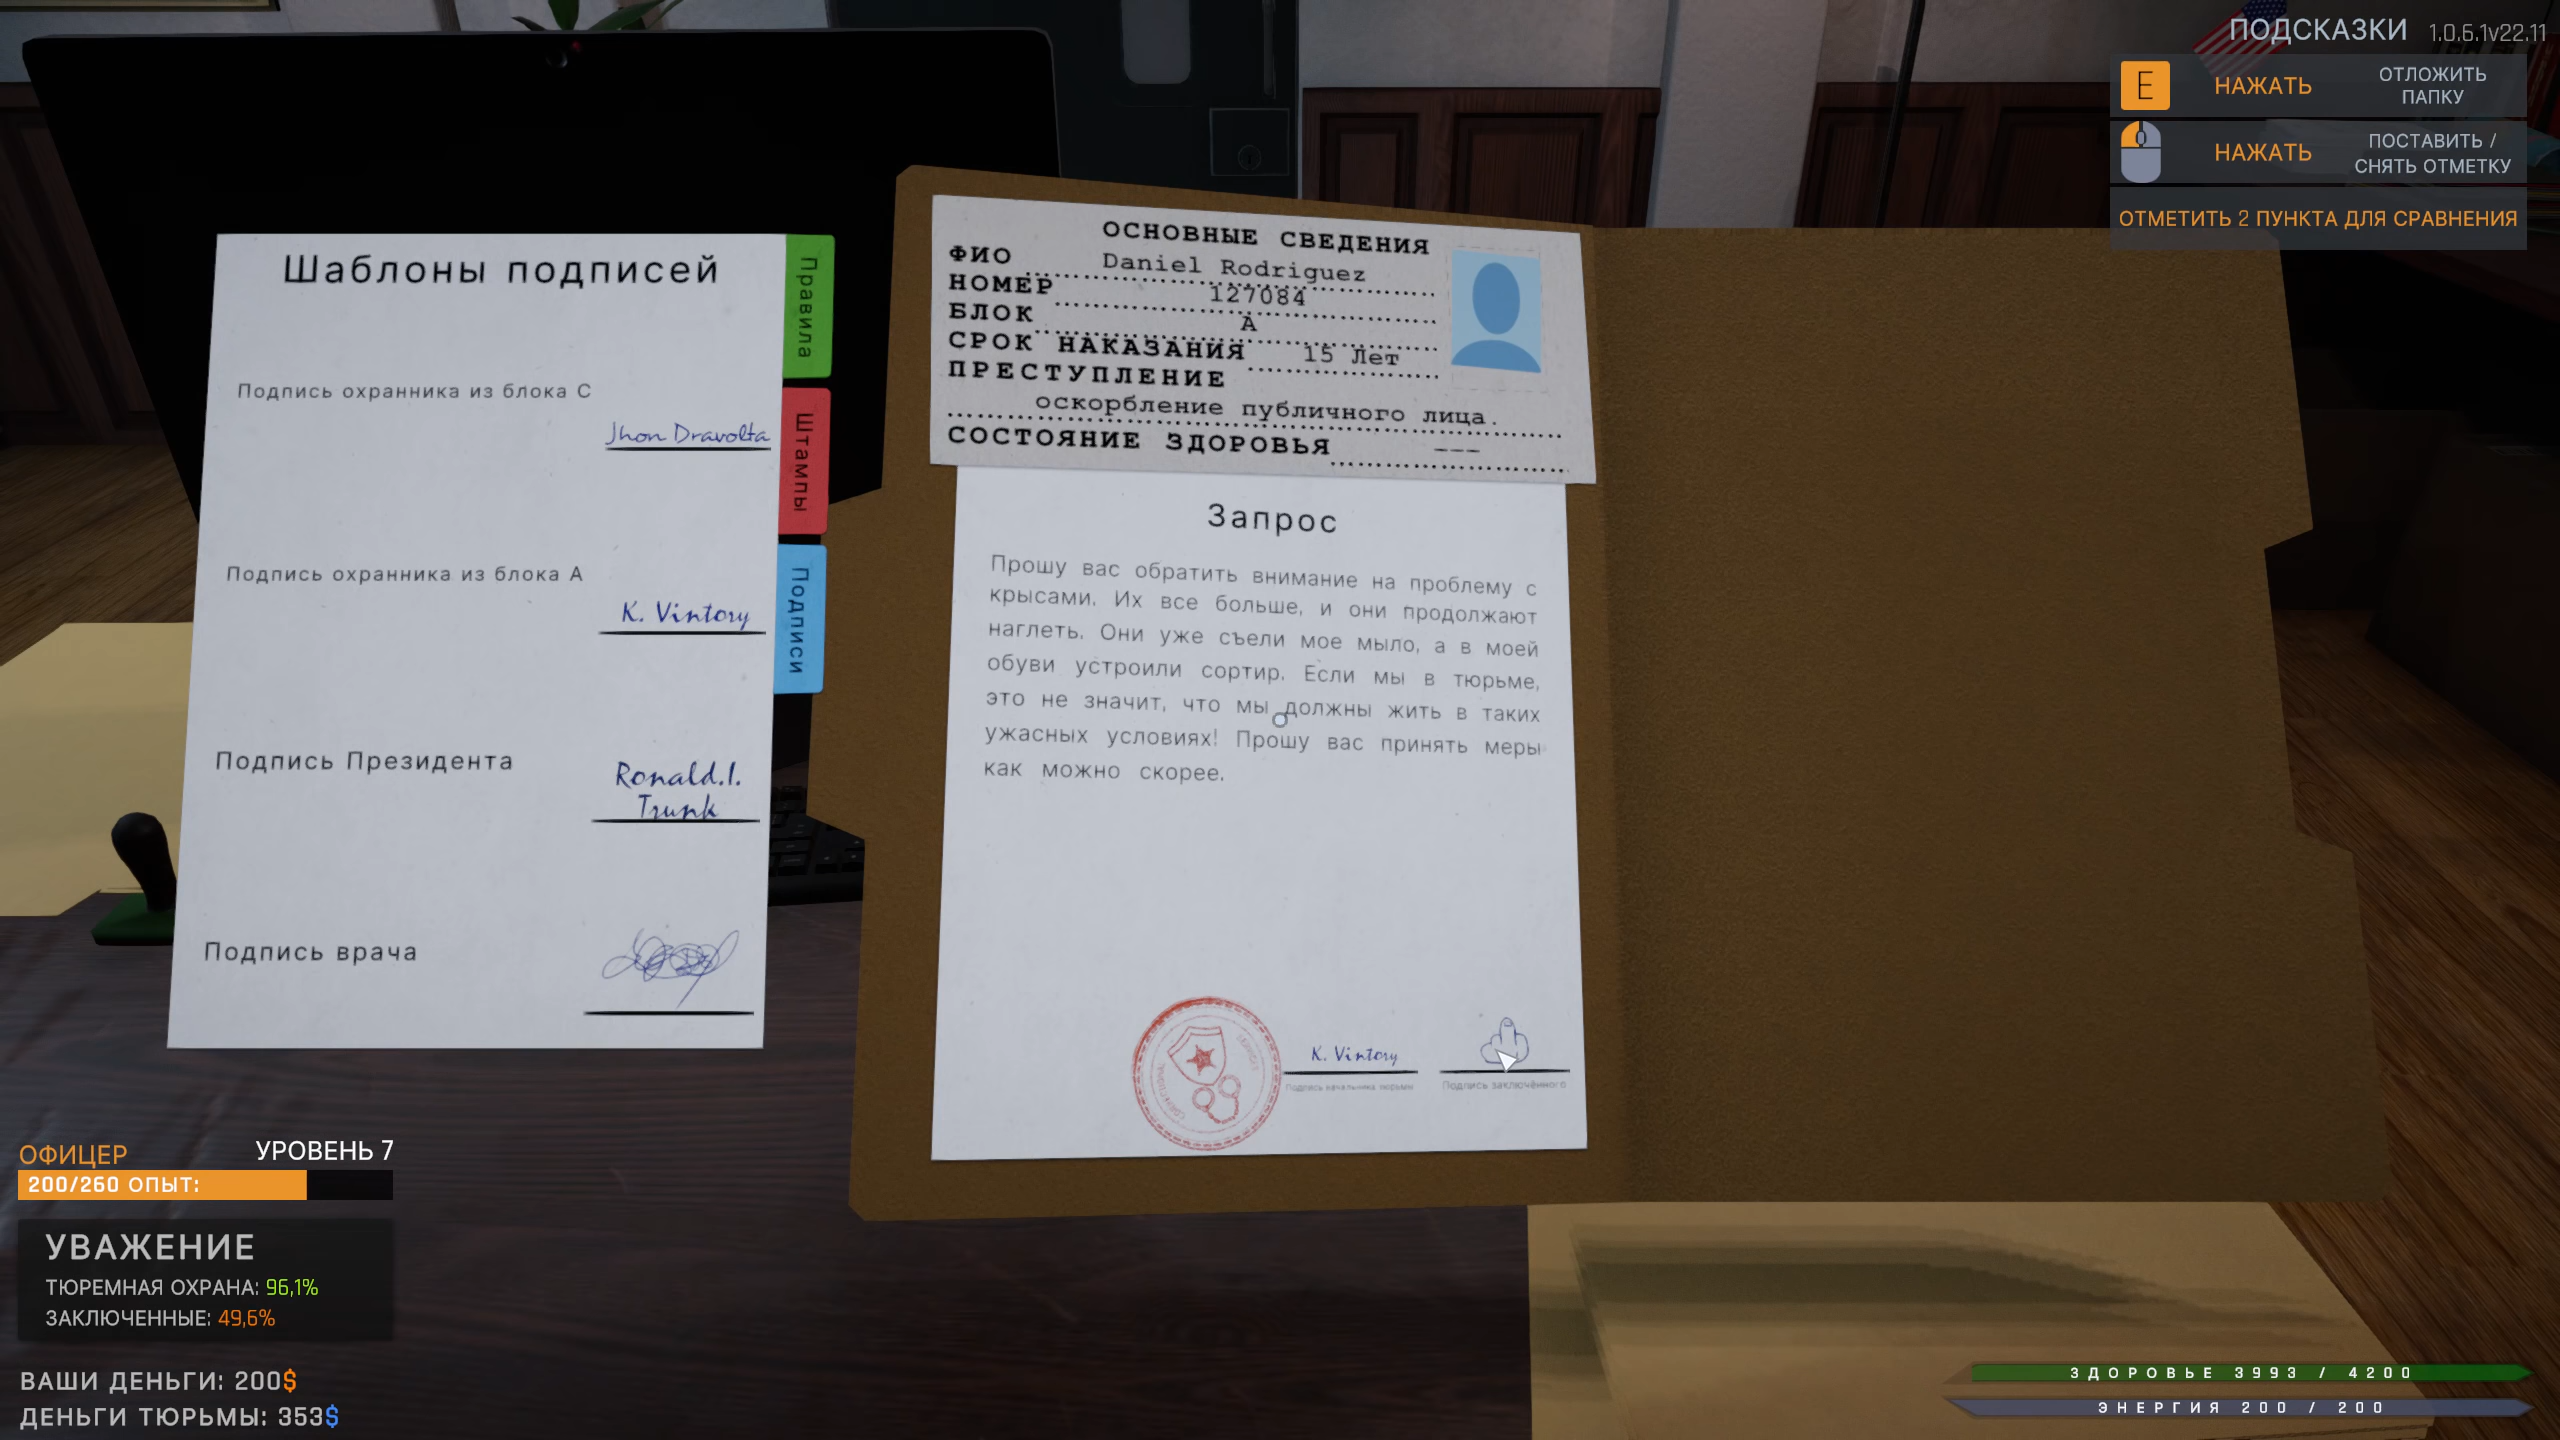 ПОДСКАЗКИ 1.0.6.1v22.11
E НАЖАТЬ ОТЛОЖИТЬ
ПАПКУ
НАЖАТЬ ПОСТАВИТЬ /
СНЯТЬ ОТМЕТКУ
ОТМЕТИТЬ 2 ПУНКТА ДЛЯ СРАВНЕНИЯ
Шаблоны подписей
Подпись охранника из блока С
Jhon Dravolta
Подпись охранника из блока А
K. Vintory
Подпись Президента
Ronald.I.
Trunk
Подпись врача
Правила
Штампы
Подписи
ОСНОВНЫЕ СВЕДЕНИЯ
ФИО Daniel Rodriguez
НОМЕР 127084
БЛОК А
СРОК НАКАЗАНИЯ 15 Лет
ПРЕСТУПЛЕНИЕ
оскорбление публичного лица.
СОСТОЯНИЕ ЗДОРОВЬЯ ---
Запрос
Прошу вас обратить внимание на проблему с
крысами. Их все больше, и они продолжают
наглеть. Они уже съели мое мыло, а в моей
обуви устроили сортир. Если мы в тюрьме,
это не значит, что мы должны жить в таких
ужасных условиях! Прошу вас принять меры
как можно скорее.
K. Vintory
Подпись начальника тюрьмы
Подпись заключённого
ОФИЦЕР УРОВЕНЬ 7
200/260 ОПЫТ:
УВАЖЕНИЕ
ТЮРЕМНАЯ ОХРАНА: 96,1%
ЗАКЛЮЧЕННЫЕ: 49,6%
ВАШИ ДЕНЬГИ: 200$
ДЕНЬГИ ТЮРЬМЫ: 353$
ЗДОРОВЬЕ 3993 / 4200
ЭНЕРГИЯ 200 / 200